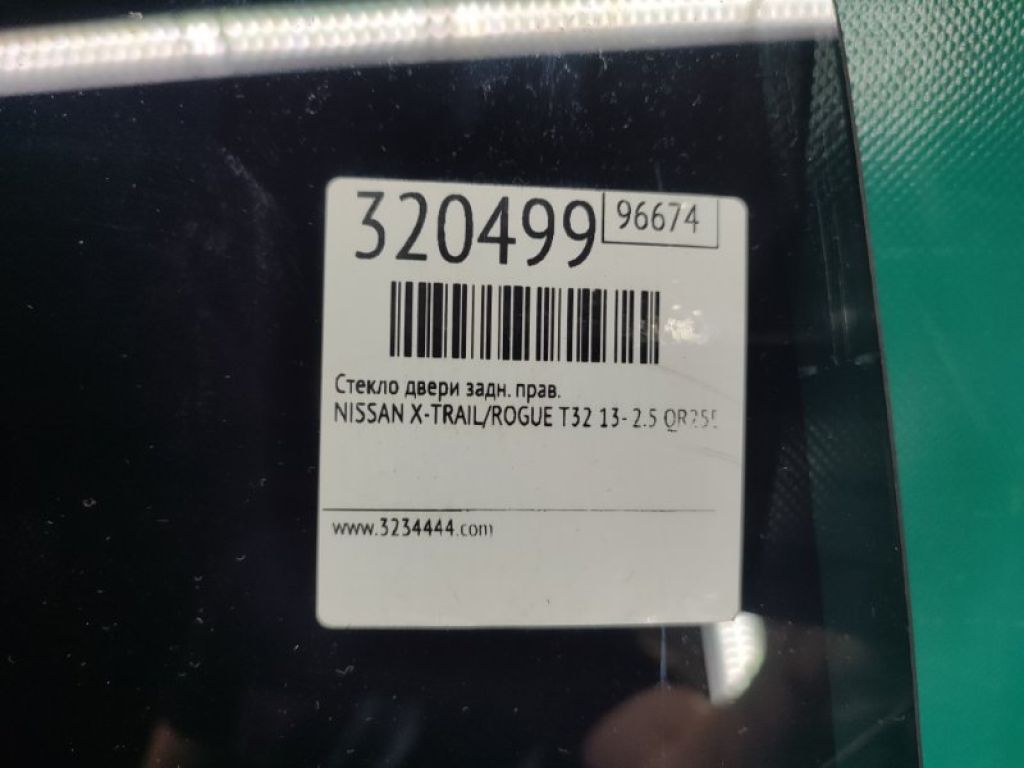 320499 96674
Стекло двери задн. прав.
NISSAN X-TRAIL/ROGUE T32 13- 2.5
www.3234444.com